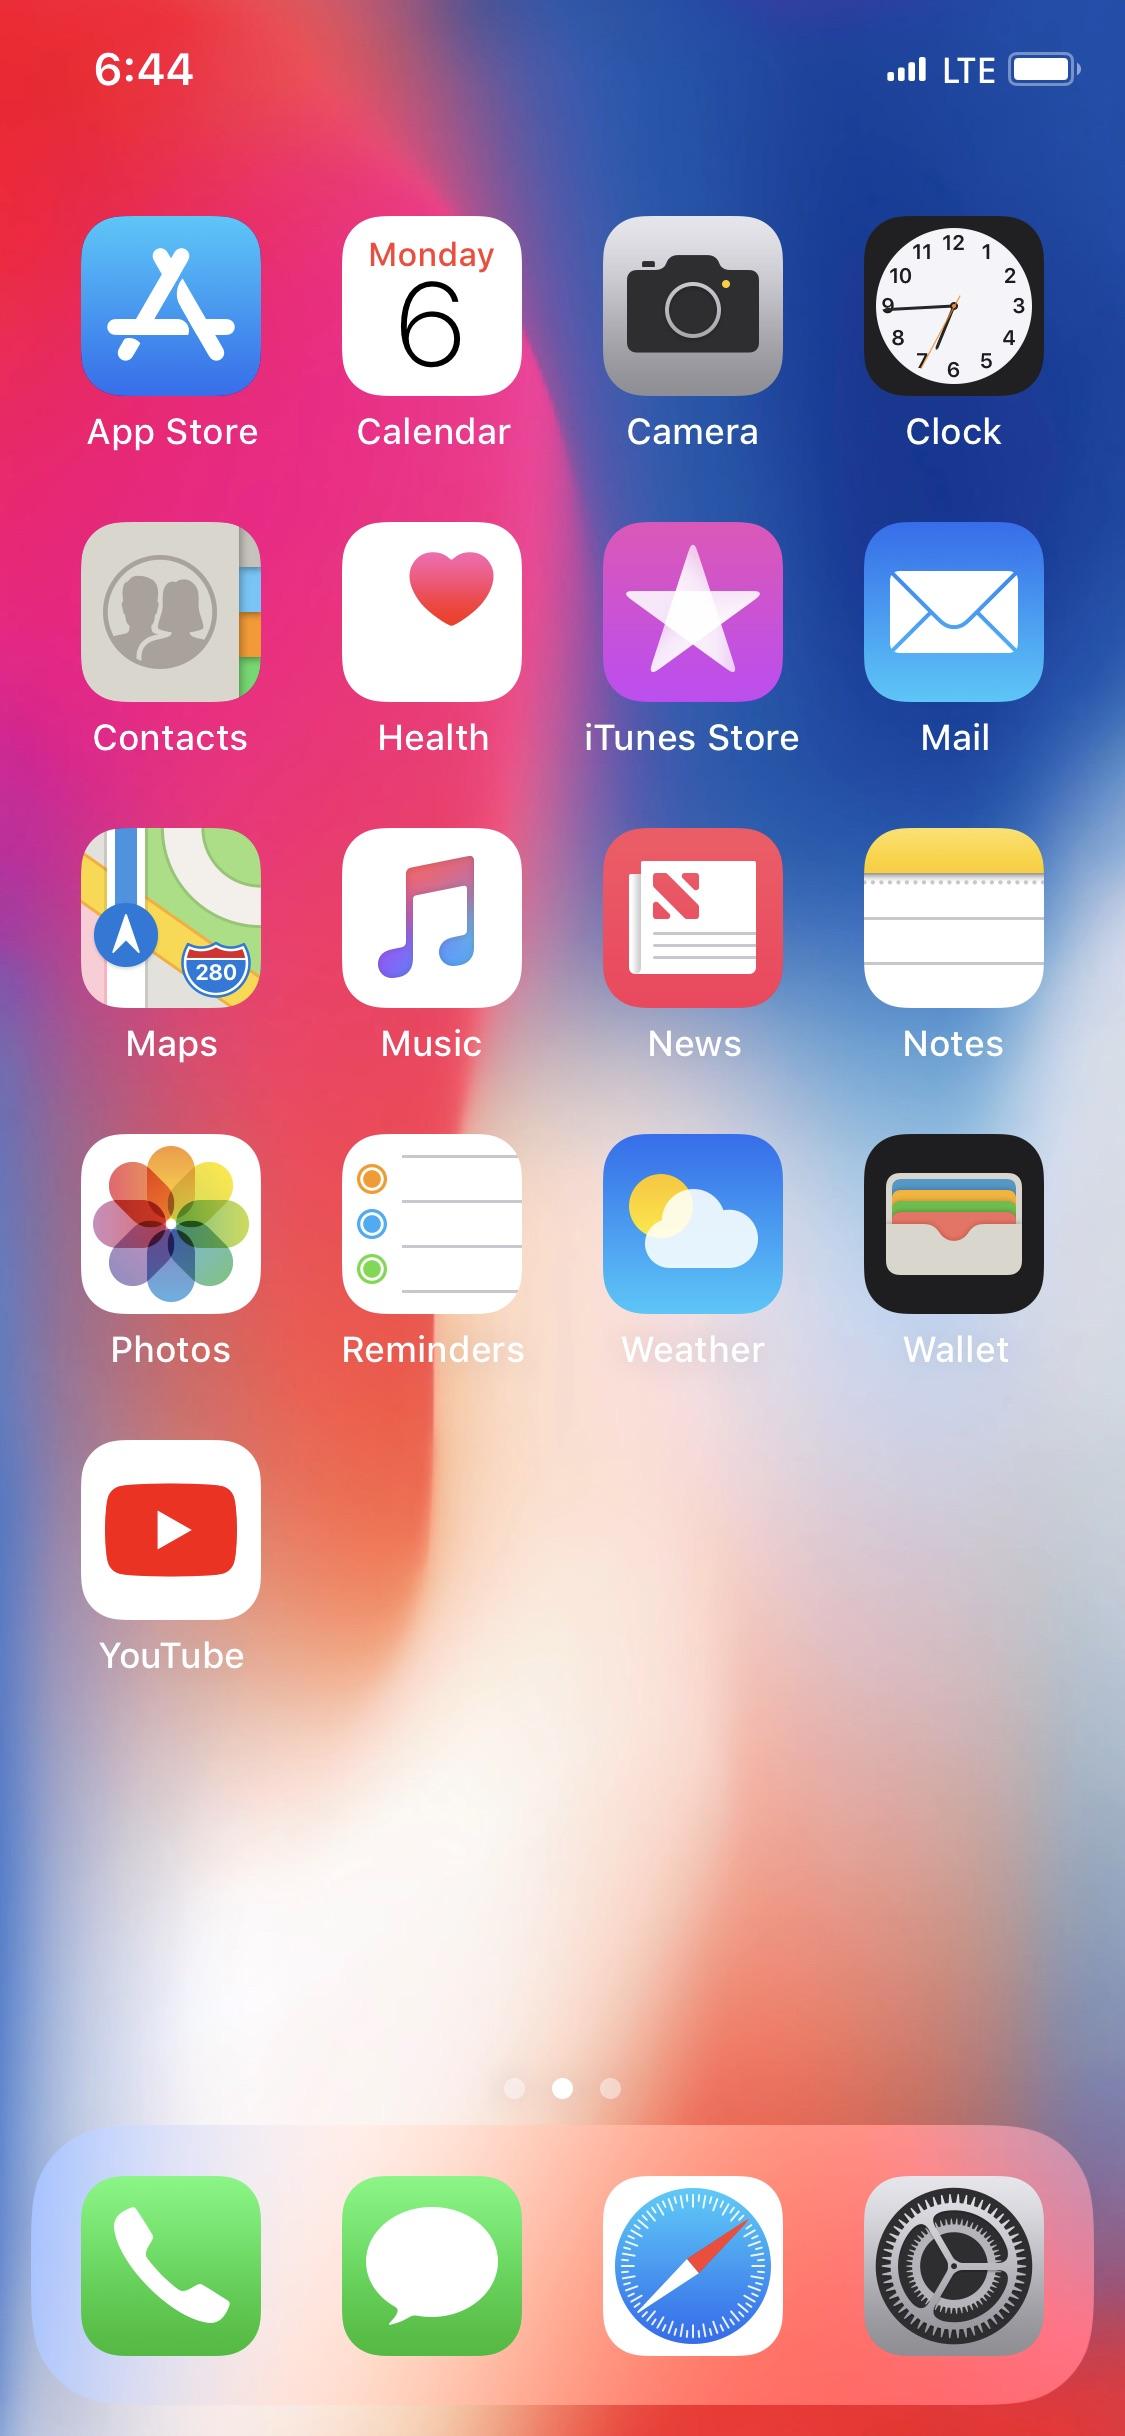 6:44 LTE
Monday
6
12
11 1
10 2
9 3
8 4
7 5
6
App Store Calendar Camera Clock
Contacts Health iTunes Store Mail
280
Maps Music News Notes
Photos Reminders Weather Wallet
YouTube